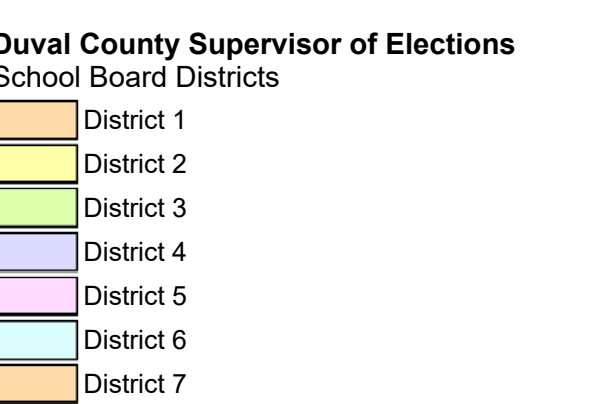 Duval County Supervisor of Elections
School Board Districts
District 1
District 2
District 3
District 4
District 5
District 6
District 7